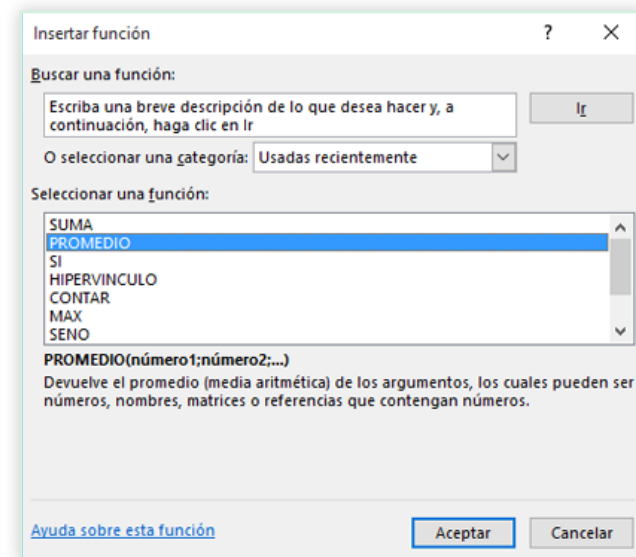 Insertar función ? X
Buscar una función:
Escriba una breve descripción de lo que desea hacer y, a
continuación, haga clic en Ir
Ir
O seleccionar una categoría: Usadas recientemente
Seleccionar una función:
SUMA
PROMEDIO
SI
HIPERVINCULO
CONTAR
MAX
SENO
PROMEDIO(número1;número2;...)
Devuelve el promedio (media aritmética) de los argumentos, los cuales pueden ser
números, nombres, matrices o referencias que contengan números.
Ayuda sobre esta función
Aceptar
Cancelar